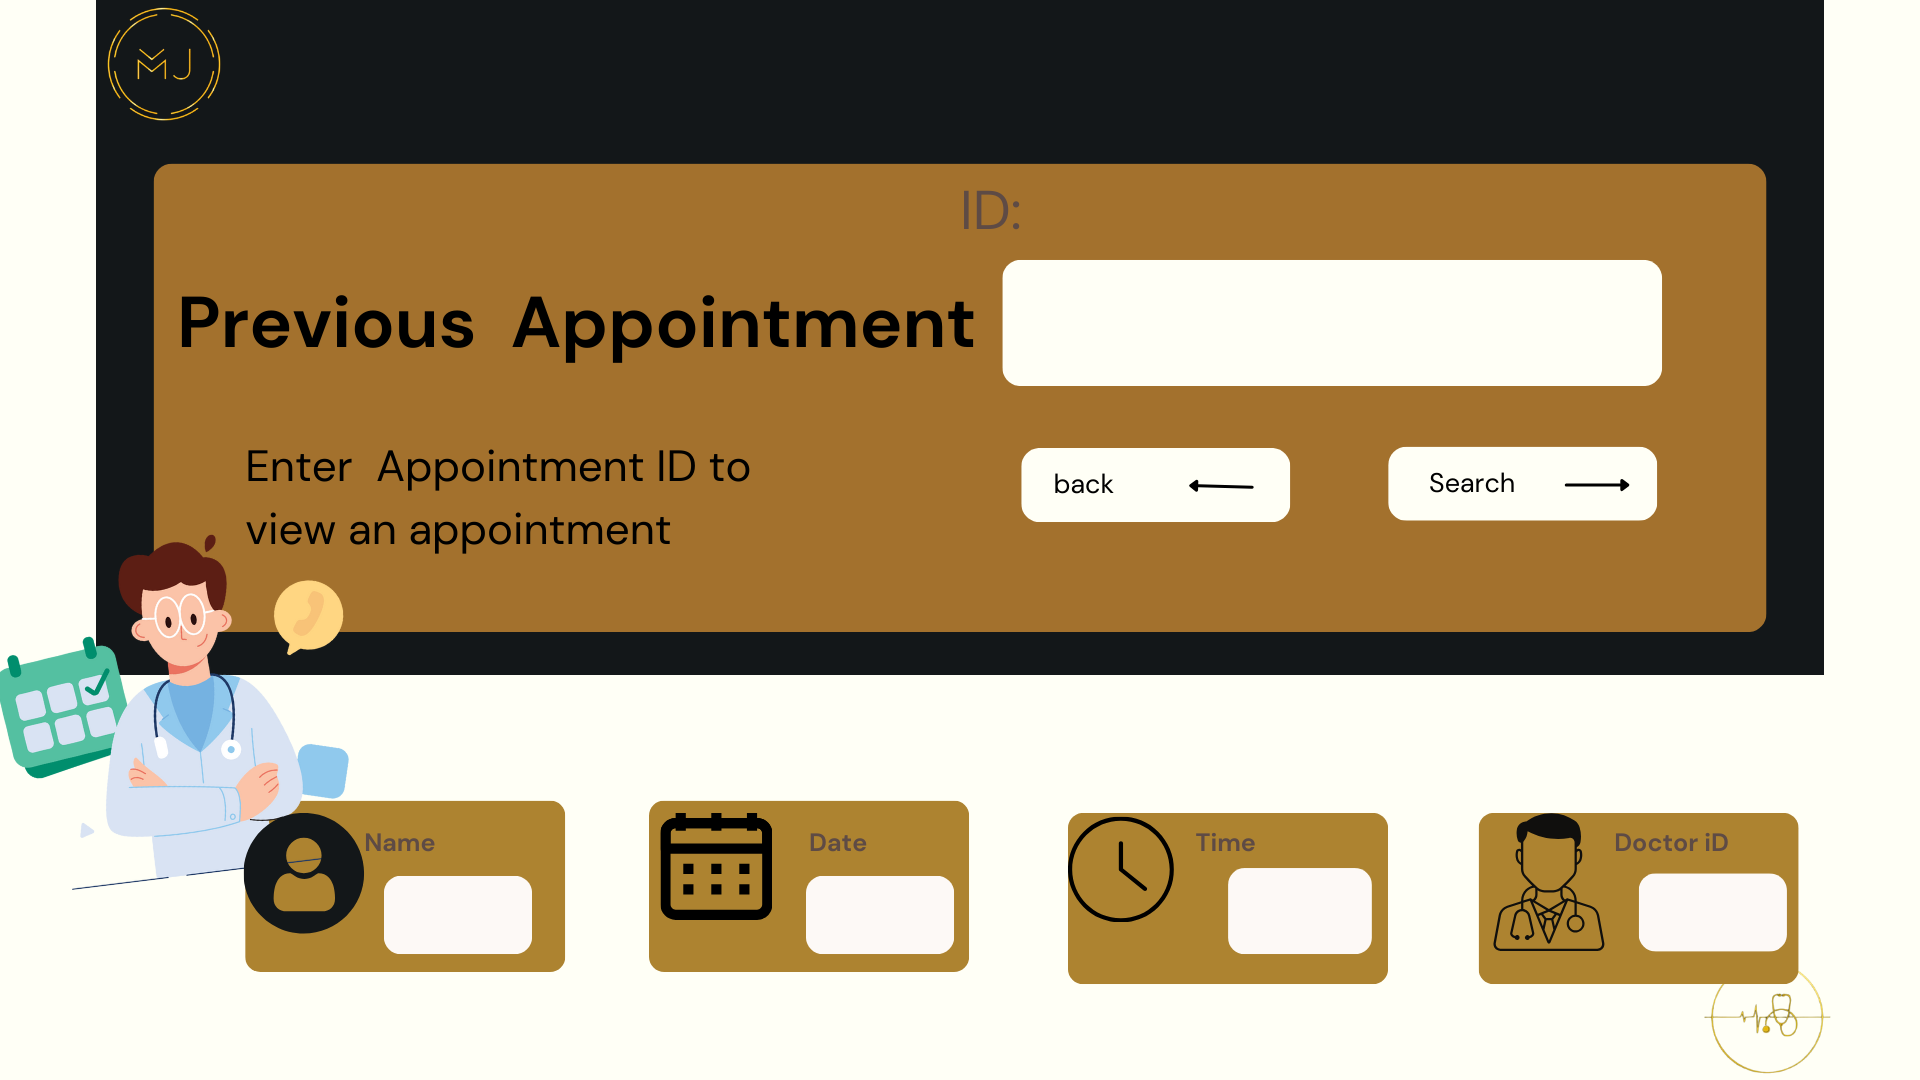 MJ
ID:
Previous Appointment
Enter Appointment ID to
view an appointment
back
Search
Name
Date
Time
Doctor iD